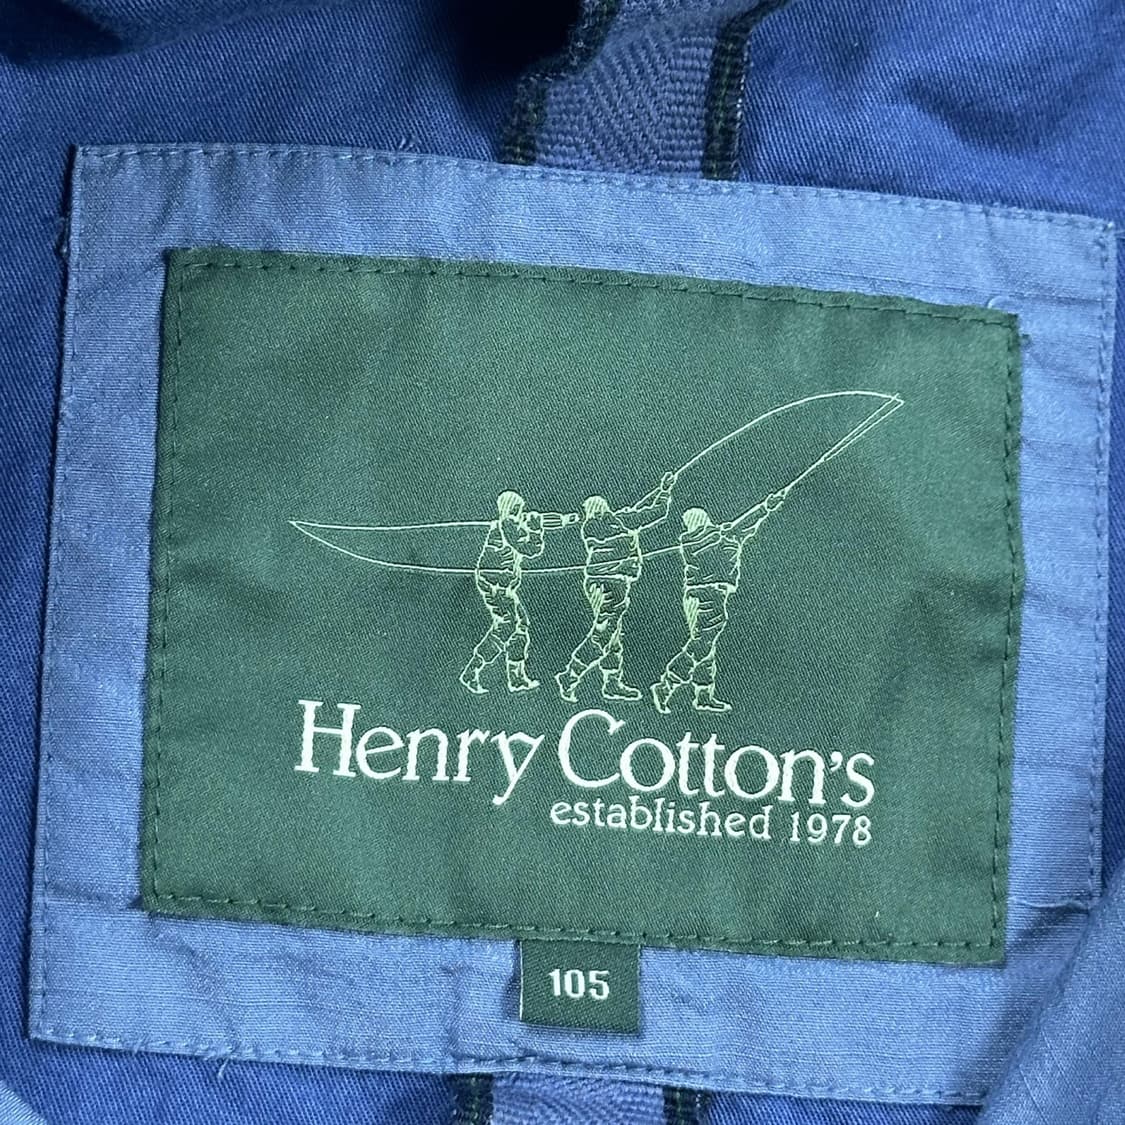 Henry Cotton's
established 1978
105